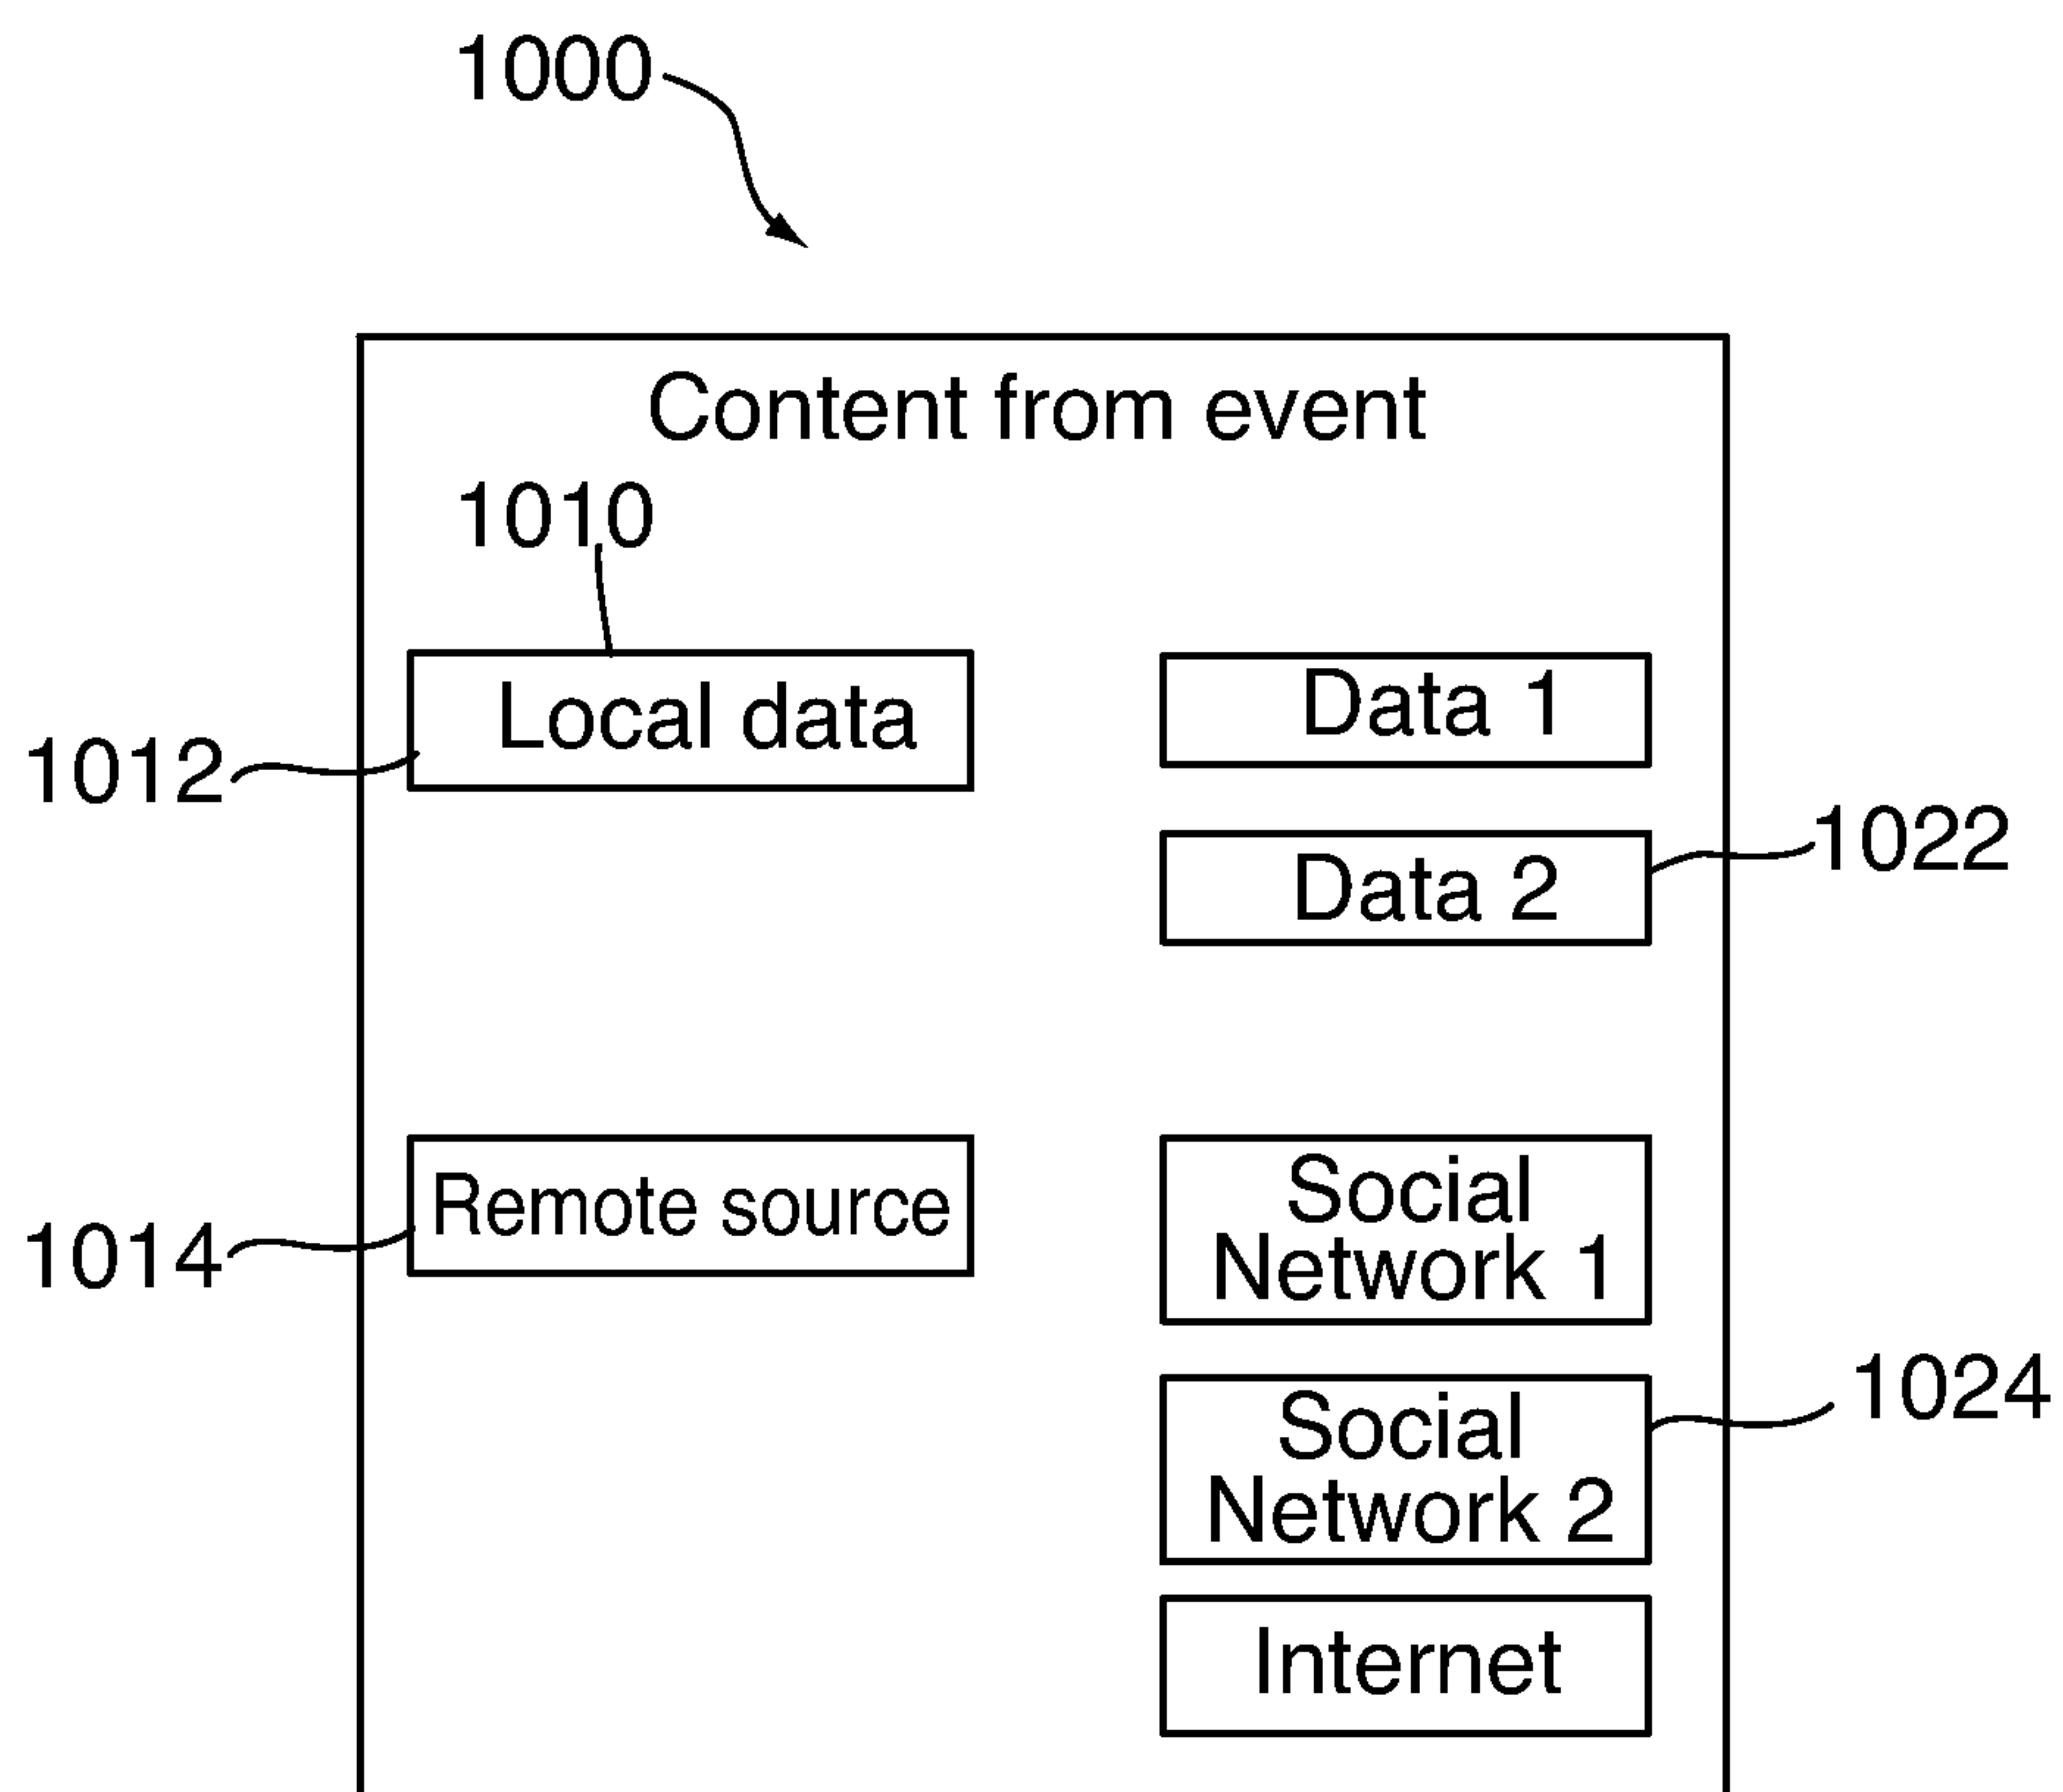 1000
Content from event
1010
Local data
Data 1
1012
Data 2
1022
Remote source
1014
Social
Network 1
Social
Network 2
1024
Internet